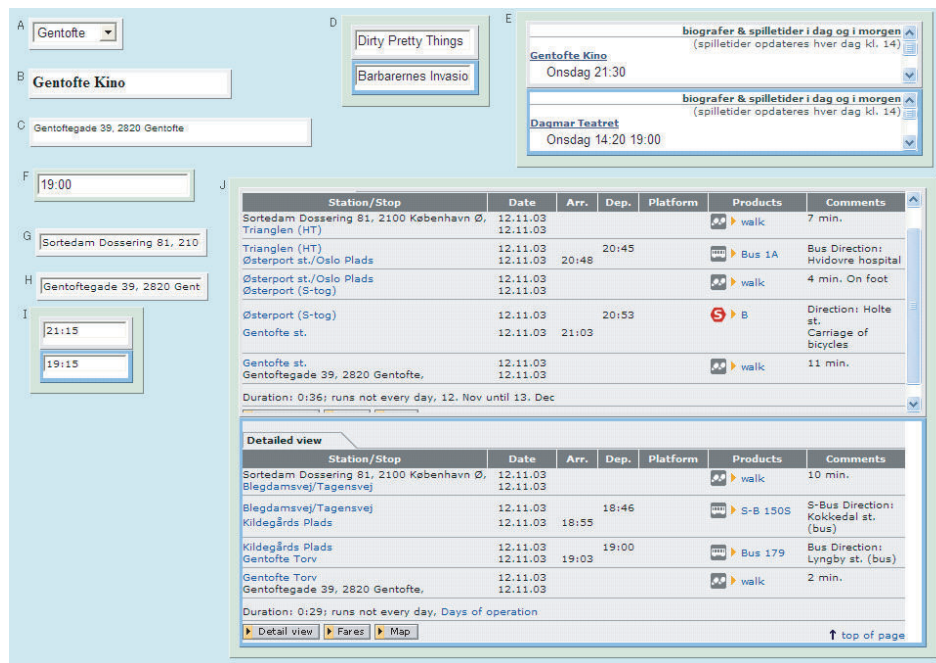 A
Gentofte
B
Gentofte Kino
C
Gentoftegade 39, 2820 Gentofte
D
Dirty Pretty Things
Barbarernes Invasio
E
biografer & spilletider i dag og i morgen
(spilletider opdateres hver dag kl. 14)
Gentofte Kino
Onsdag 21:30
biografer & spilletider i dag og i morgen
(spilletider opdateres hver dag kl. 14)
Dagmar Teatret
Onsdag 14:20 19:00
F
19:00
G
Sortedam Dossering 81, 210
H
Gentoftegade 39, 2820 Gent
I
21:15
19:15
J
Station/Stop Date Arr. Dep. Platform Products Comments
Sortedam Dossering 81, 2100 København Ø, 12.11.03 walk 7 min.
Trianglen (HT) 12.11.03
Trianglen (HT) 12.11.03 20:45 Bus 1A Bus Direction:
Østerport st./Oslo Plads 12.11.03 20:48 Hvidovre hospital
Østerport st./Oslo Plads 12.11.03 walk 4 min. On foot
Østerport (S-tog) 12.11.03
Østerport (S-tog) 12.11.03 20:53 S B Direction: Holte
st.
Gentofte st. 12.11.03 21:03 Carriage of
bicycles
Gentofte st. 12.11.03 walk 11 min.
Gentoftegade 39, 2820 Gentofte, 12.11.03
Duration: 0:36; runs not every day, 12. Nov until 13. Dec
Detailed view
Station/Stop Date Arr. Dep. Platform Products Comments
Sortedam Dossering 81, 2100 København Ø, 12.11.03 walk 10 min.
Blegdamsvej/Tagensvej 12.11.03
Blegdamsvej/Tagensvej 12.11.03 18:46 S-B 150S S-Bus Direction:
Kildegårds Plads 12.11.03 18:55 Kokkedal st.
(bus)
Kildegårds Plads 12.11.03 19:00 Bus 179 Bus Direction:
Gentofte Torv 12.11.03 19:03 Lyngby st. (bus)
Gentofte Torv 12.11.03 walk 2 min.
Gentoftegade 39, 2820 Gentofte, 12.11.03
Duration: 0:29; runs not every day, Days of operation
Detail view Fares Map top of page